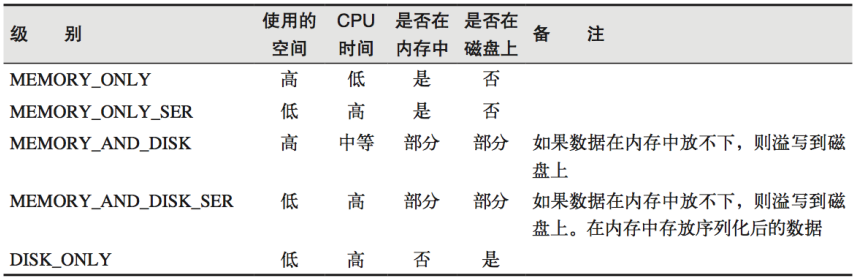 级 别 使用的空间 CPU时间 是否在内存中 是否在磁盘上 备 注
MEMORY_ONLY 高 低 是 否
MEMORY_ONLY_SER 低 高 是 否
MEMORY_AND_DISK 高 中等 部分 部分 如果数据在内存中放不下，则溢写到磁
盘上
MEMORY_AND_DISK_SER 低 高 部分 部分 如果数据在内存中放不下，则溢写到磁
盘上。在内存中存放序列化后的数据
DISK_ONLY 低 高 否 是